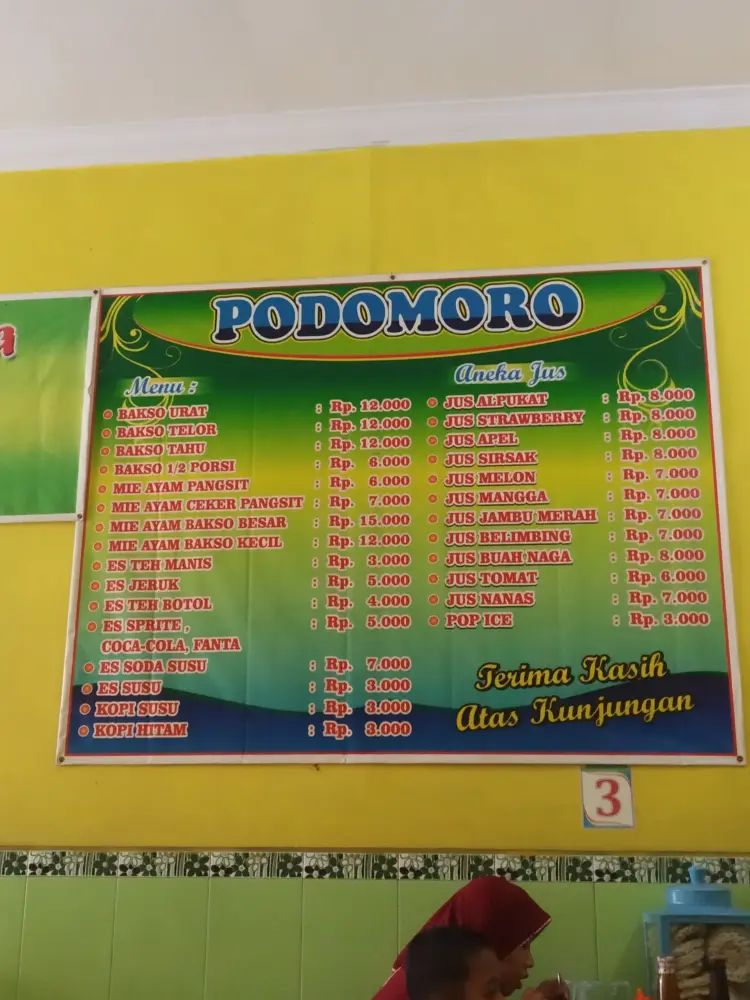 PODOMORO
Menu :
BAKSO URAT : Rp. 12.000
BAKSO TELOR : Rp. 12.000
BAKSO TAHU : Rp. 12.000
BAKSO 1/2 PORSI : Rp. 6.000
MIE AYAM PANGSIT : Rp. 6.000
MIE AYAM CEKER PANGSIT : Rp. 7.000
MIE AYAM BAKSO BESAR : Rp. 15.000
MIE AYAM BAKSO KECIL : Rp. 12.000
ES TEH MANIS : Rp. 3.000
ES JERUK : Rp. 5.000
ES TEH BOTOL : Rp. 4.000
ES SPRITE , : Rp. 5.000
COCA-COLA, FANTA
ES SODA SUSU : Rp. 7.000
ES SUSU : Rp. 3.000
KOPI SUSU : Rp. 3.000
KOPI HITAM : Rp. 3.000
Aneka Jus
JUS ALPUKAT : Rp. 8.000
JUS STRAWBERRY : Rp. 8.000
JUS APEL : Rp. 8.000
JUS SIRSAK : Rp. 8.000
JUS MELON : Rp. 7.000
JUS MANGGA : Rp. 7.000
JUS JAMBU MERAH : Rp. 7.000
JUS BELIMBING : Rp. 7.000
JUS BUAH NAGA : Rp. 8.000
JUS TOMAT : Rp. 6.000
JUS NANAS : Rp. 7.000
POP ICE : Rp. 3.000
Terima Kasih
Atas Kunjungan
3